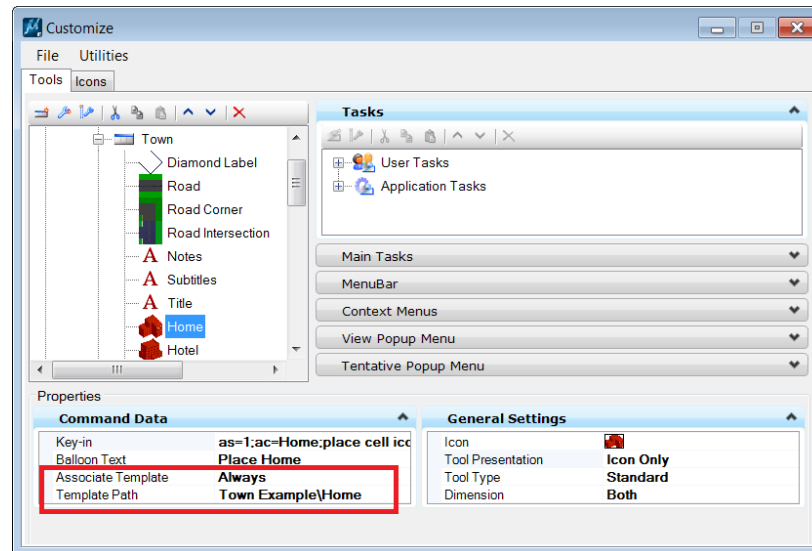 Customize
File Utilities
Tools Icons
Town
Diamond Label
Road
Road Corner
Road Intersection
A Notes
A Subtitles
A Title
Home
Hotel
Tasks
User Tasks
Application Tasks
Main Tasks
MenuBar
Context Menus
View Popup Menu
Tentative Popup Menu
Properties
Command Data
Key-in as=1;ac=Home;place cell icc
Balloon Text Place Home
Associate Template Always
Template Path Town Example\Home
General Settings
Icon
Tool Presentation Icon Only
Tool Type Standard
Dimension Both